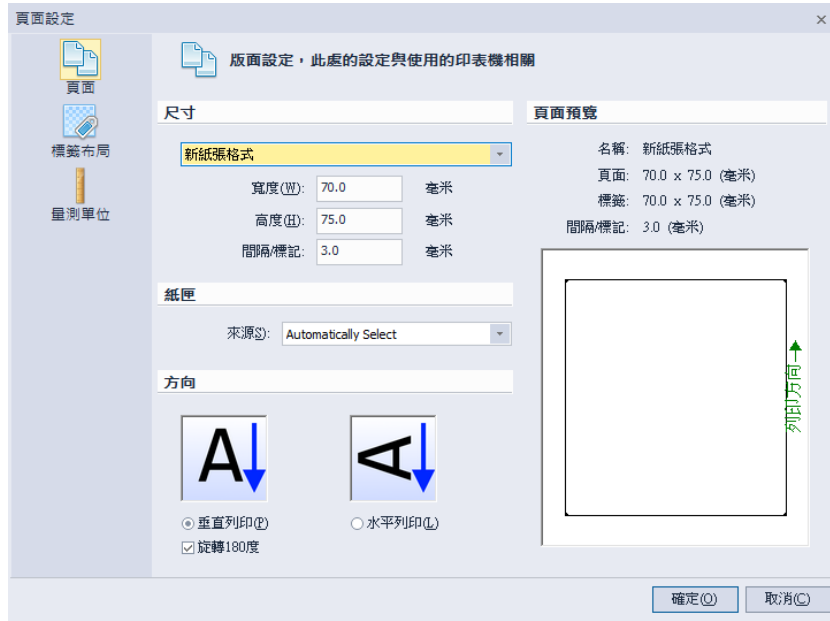 頁面設定
頁面
標籤布局
量測單位
版面設定，此處的設定與使用的印表機相關
尺寸
新紙張格式
寬度(W): 70.0 毫米
高度(H): 75.0 毫米
間隔/標記: 3.0 毫米
紙匣
來源S): Automatically Select
方向
A
A
垂直列印(P)
水平列印(L)
旋轉180度
頁面預覽
名稱: 新紙張格式
頁面: 70.0 x 75.0 (毫米)
標籤: 70.0 x 75.0 (毫米)
間隔/標記: 3.0 (毫米)
列印方向
確定(O)
取消(C)